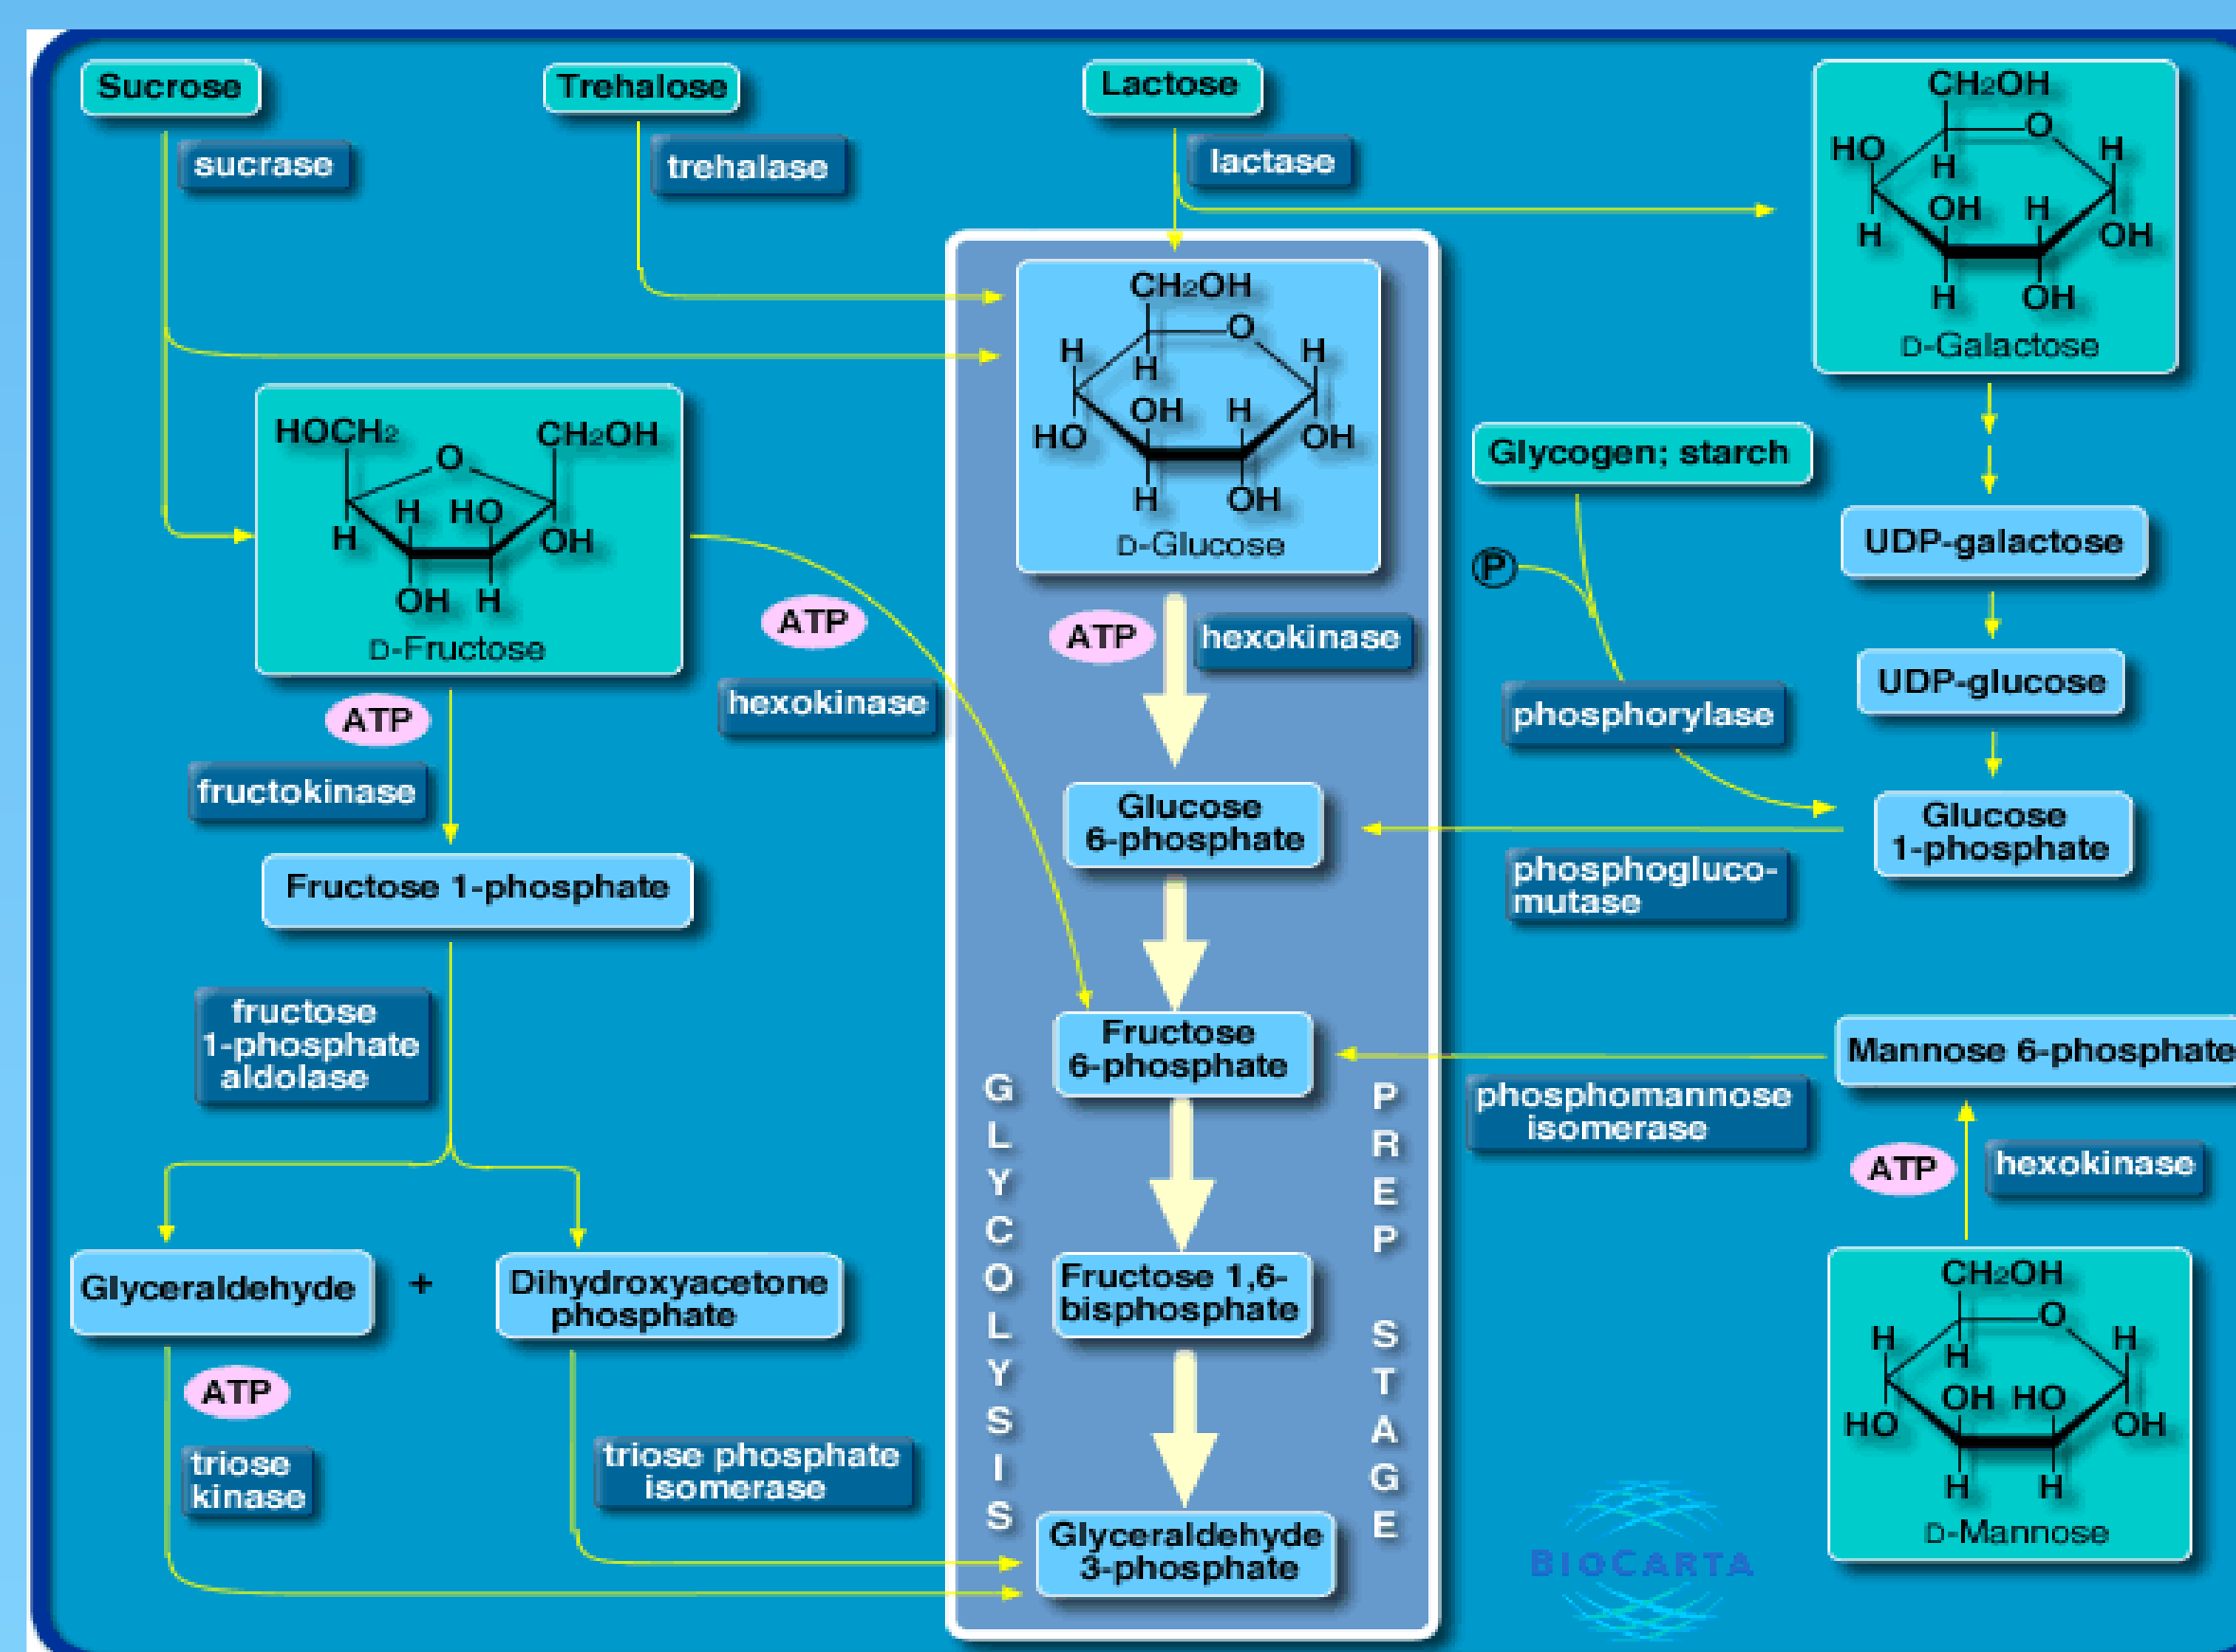 Sucrose
sucrase
Trehalose
trehalase
Lactose
lactase
CH2OH
HO
O
H
H
OH
H
H
OH
H
OH
D-Galactose
CH2OH
O
H
H
H
OH
H
HO
OH
H
OH
D-Glucose
HOCH2
CH2OH
O
H
HO
H
OH
OH
H
D-Fructose
Glycogen; starch
P
UDP-galactose
UDP-glucose
phosphorylase
Glucose
1-phosphate
phosphogluco-
mutase
ATP
hexokinase
ATP
hexokinase
ATP
fructokinase
Fructose 1-phosphate
fructose
1-phosphate
aldolase
Glyceraldehyde
+
Dihydroxyacetone
phosphate
ATP
triose
kinase
triose phosphate
isomerase
Glucose
6-phosphate
Fructose
6-phosphate
Fructose 1,6-
bisphosphate
Glyceraldehyde
3-phosphate
GLYCOLYSIS
PREP STAGE
Mannose 6-phosphate
phosphomannose
isomerase
ATP
hexokinase
CH2OH
O
H
H
H
OH
HO
HO
OH
H
H
D-Mannose
BIOCARTA